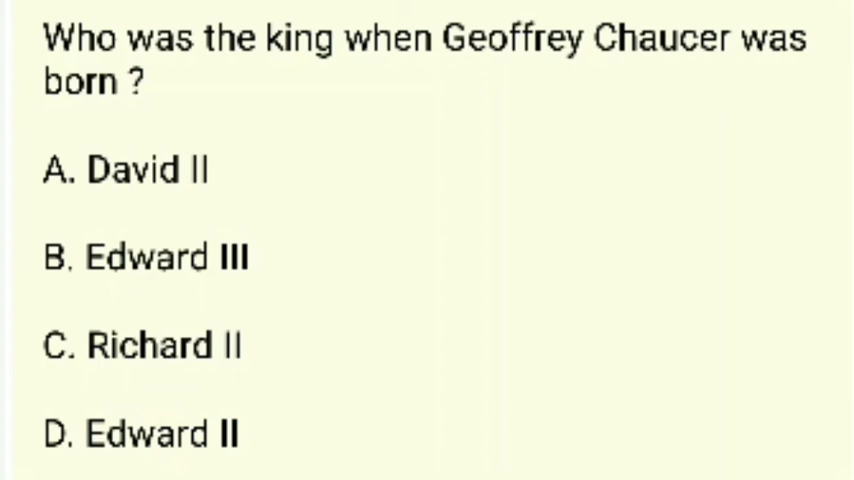 Who was the king when Geoffrey Chaucer was
born ?
A. David II
B. Edward III
C. Richard II
D. Edward II